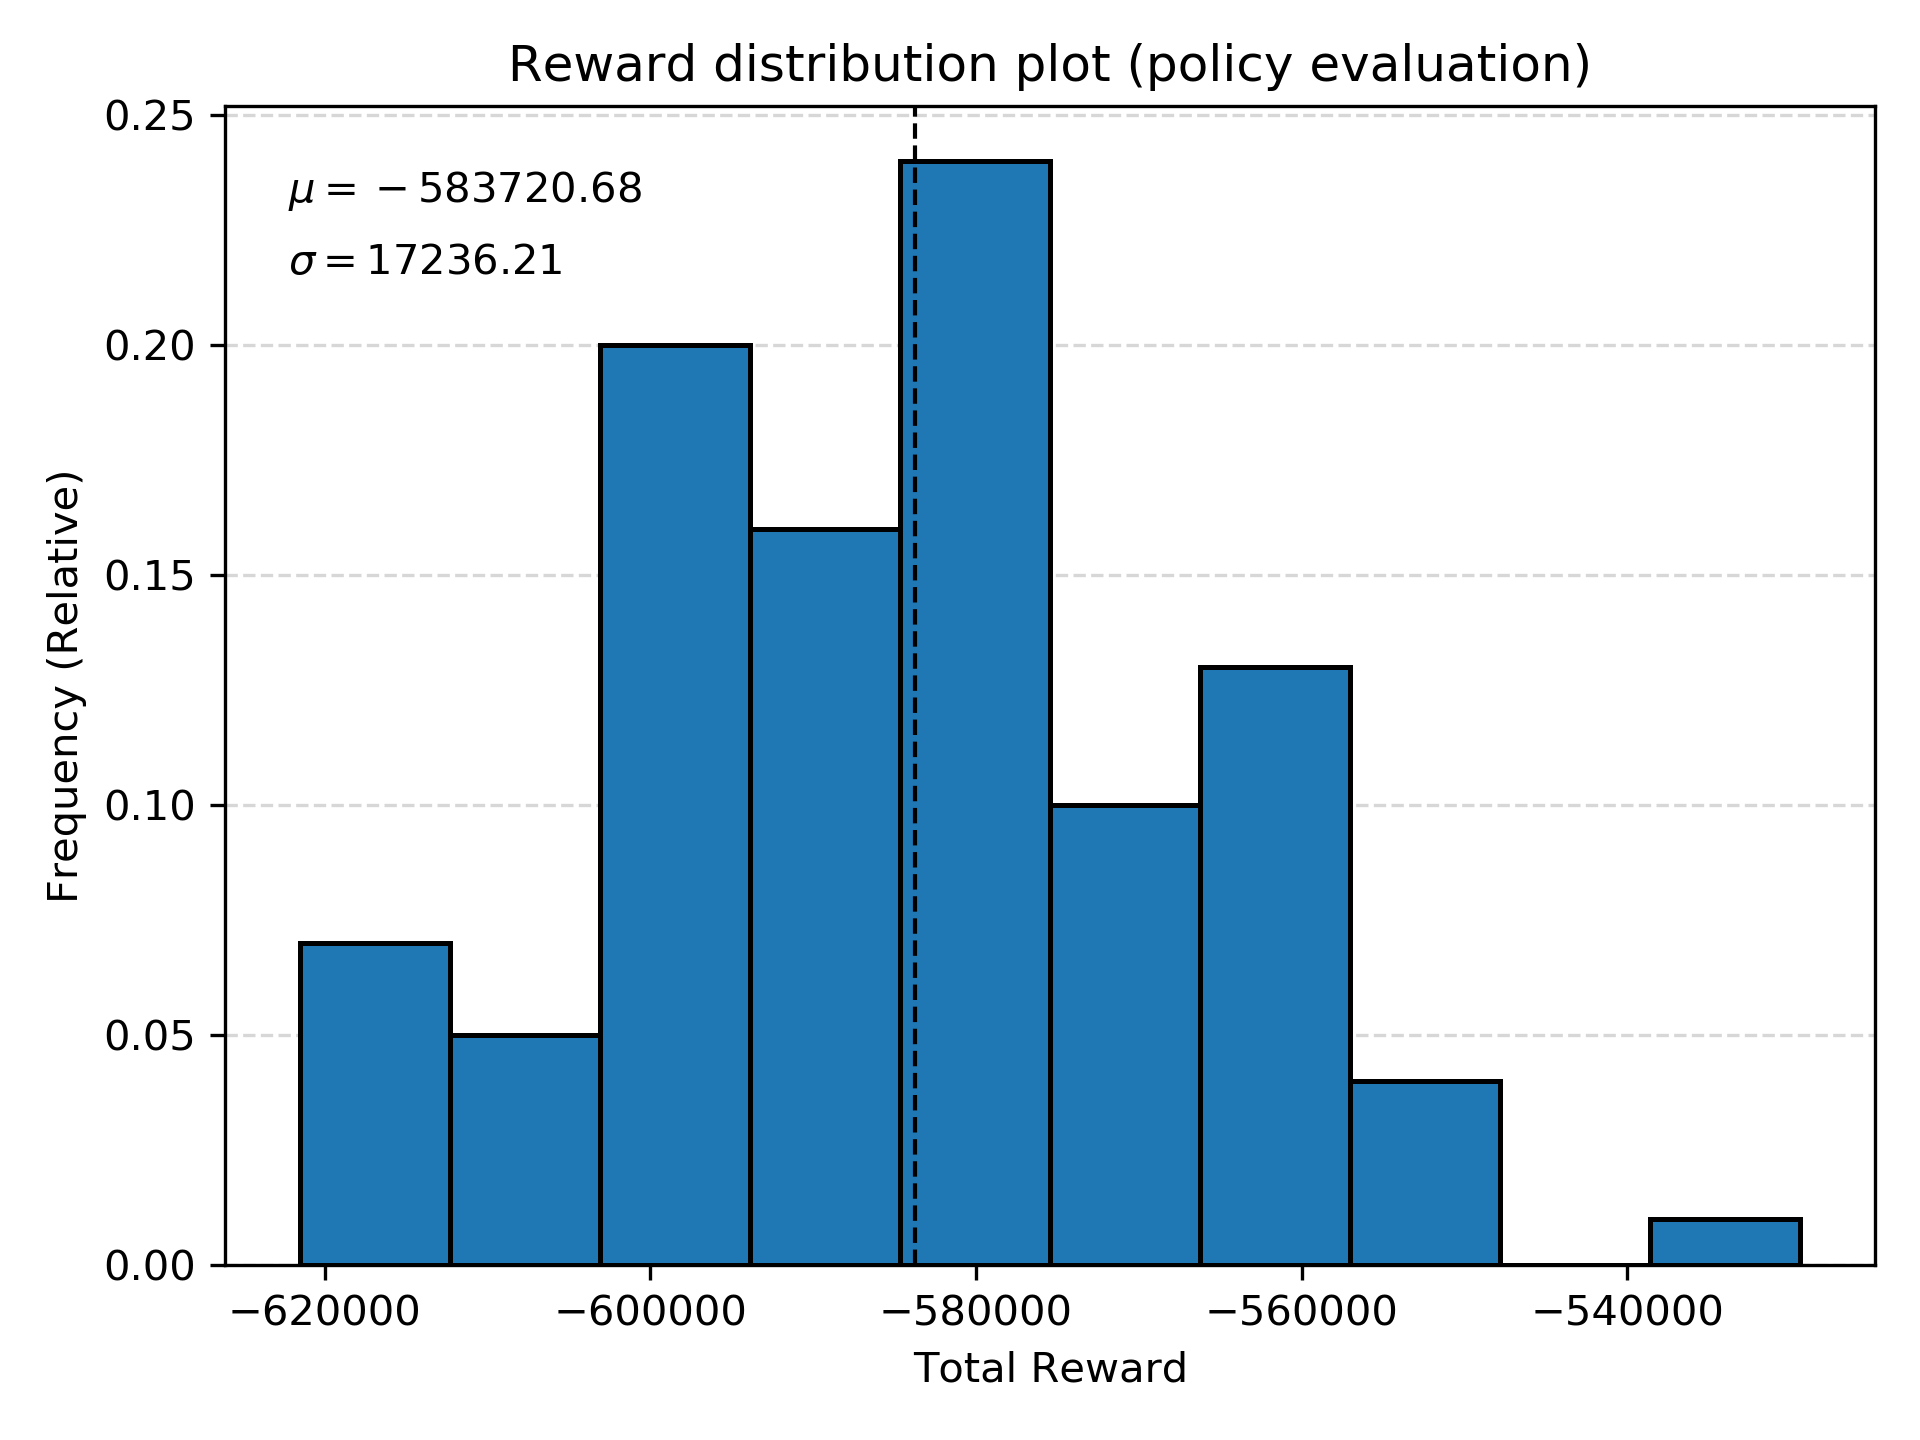 Reward distribution plot (policy evaluation)
0.25
μ = −583720.68
σ = 17236.21
0.20
0.15
0.10
0.05
0.00
Frequency (Relative)
−620000 −600000 −580000 −560000 −540000
Total Reward